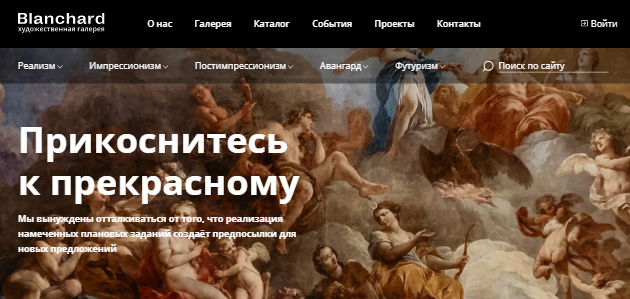 Blanchard
художественная галерея
О нас Галерея Каталог События Проекты Контакты Войти
Реализм Импрессионизм Постимпрессионизм Авангард Футуризм Поиск по сайту
Прикоснитесь
к прекрасному
Мы вынуждены отталкиваться от того, что реализация
намеченных плановых заданий создаёт предпосылки для
новых предложений